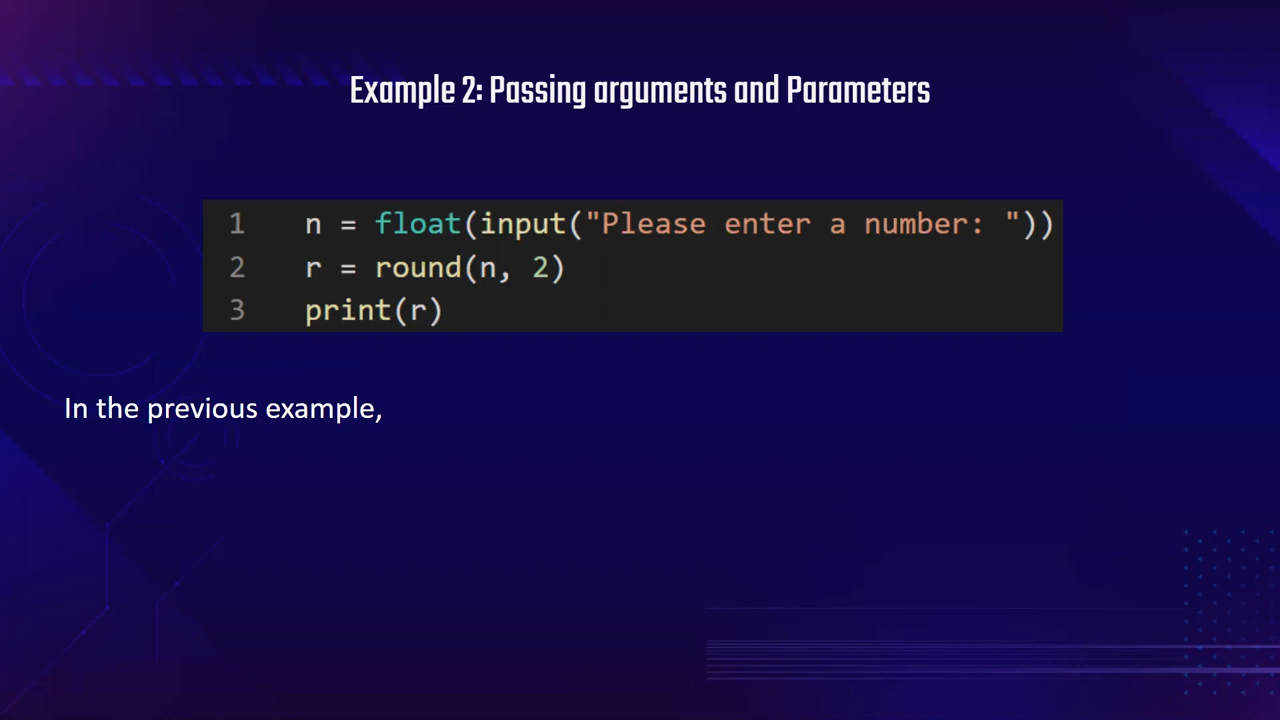 Example 2: Passing arguments and Parameters
1 n = float(input("Please enter a number: "))
2 r = round(n, 2)
3 print(r)
In the previous example,